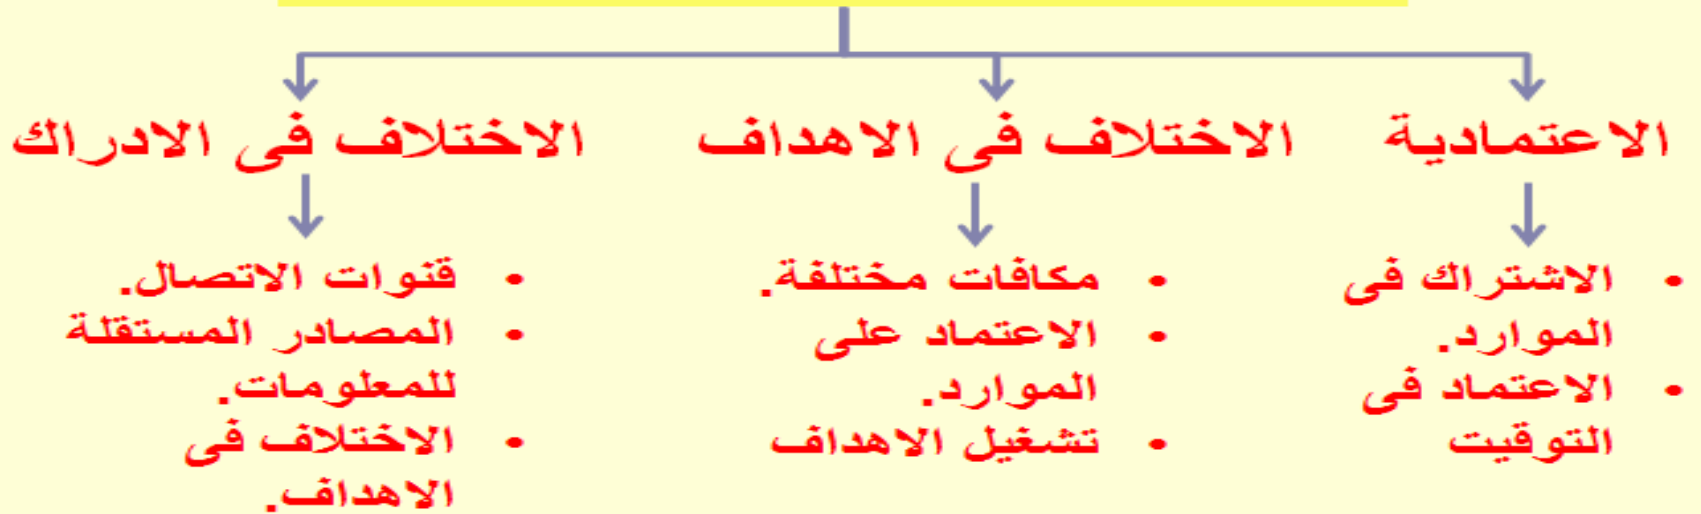 الاعتمادية
الاختلاف فى الاهداف
الاختلاف فى الادراك
• الاشتراك فى
الموارد.
• الاعتماد فى
التوقيت
• مكافات مختلفة.
• الاعتماد على
الموارد.
• تشغيل الاهداف
• قنوات الاتصال.
• المصادر المستقلة
للمعلومات.
• الاختلاف فى
الاهداف.